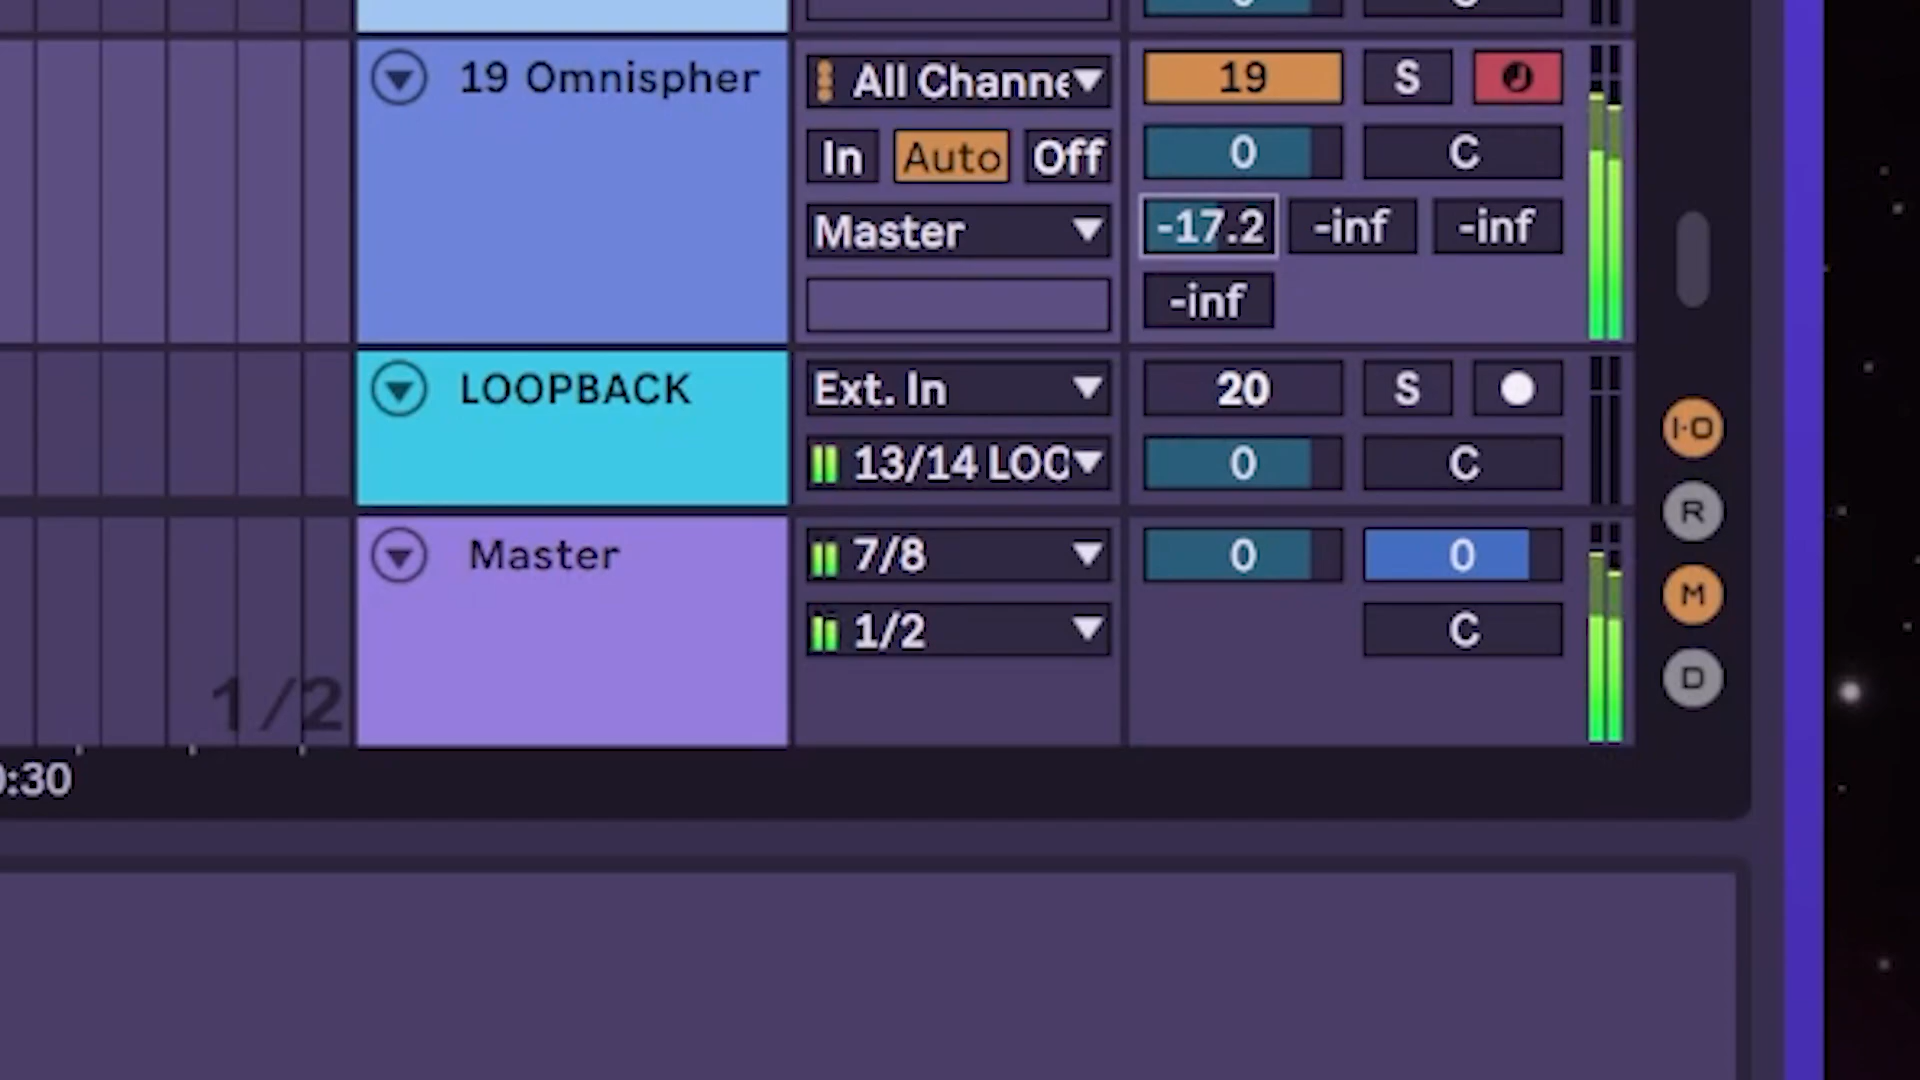 19 Omnispher
All Channe
19
S
In
Auto
Off
0
C
Master
-17.2
-inf
-inf
-inf
LOOPBACK
Ext. In
20
S
I·O
13/14 LOO
0
C
R
Master
7/8
0
0
M
1/2
C
D
1/2
0:30